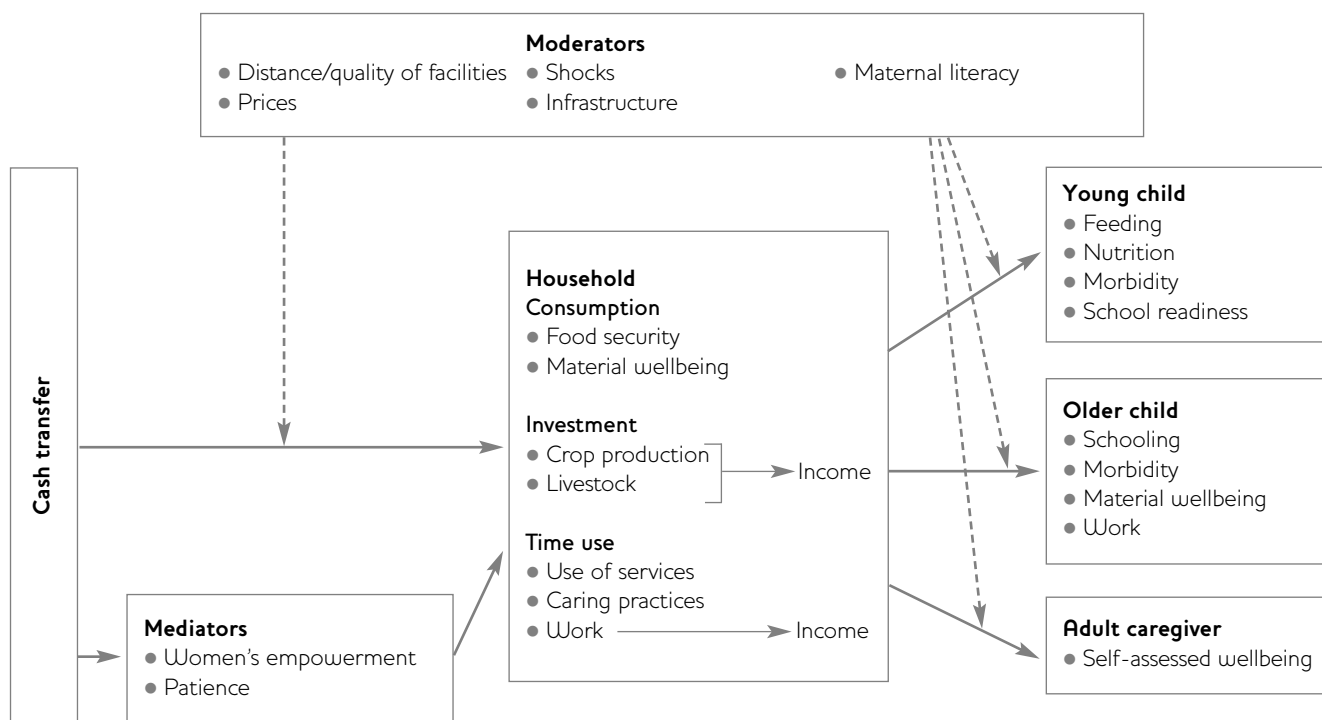 Moderators
● Distance/quality of facilities ● Shocks ● Maternal literacy
● Prices ● Infrastructure
Cash transfer
Mediators
● Women's empowerment
● Patience
Household
Consumption
● Food security
● Material wellbeing
Investment
● Crop production
● Livestock
Income
Time use
● Use of services
● Caring practices
● Work
Income
Young child
● Feeding
● Nutrition
● Morbidity
● School readiness
Older child
● Schooling
● Morbidity
● Material wellbeing
● Work
Adult caregiver
● Self-assessed wellbeing